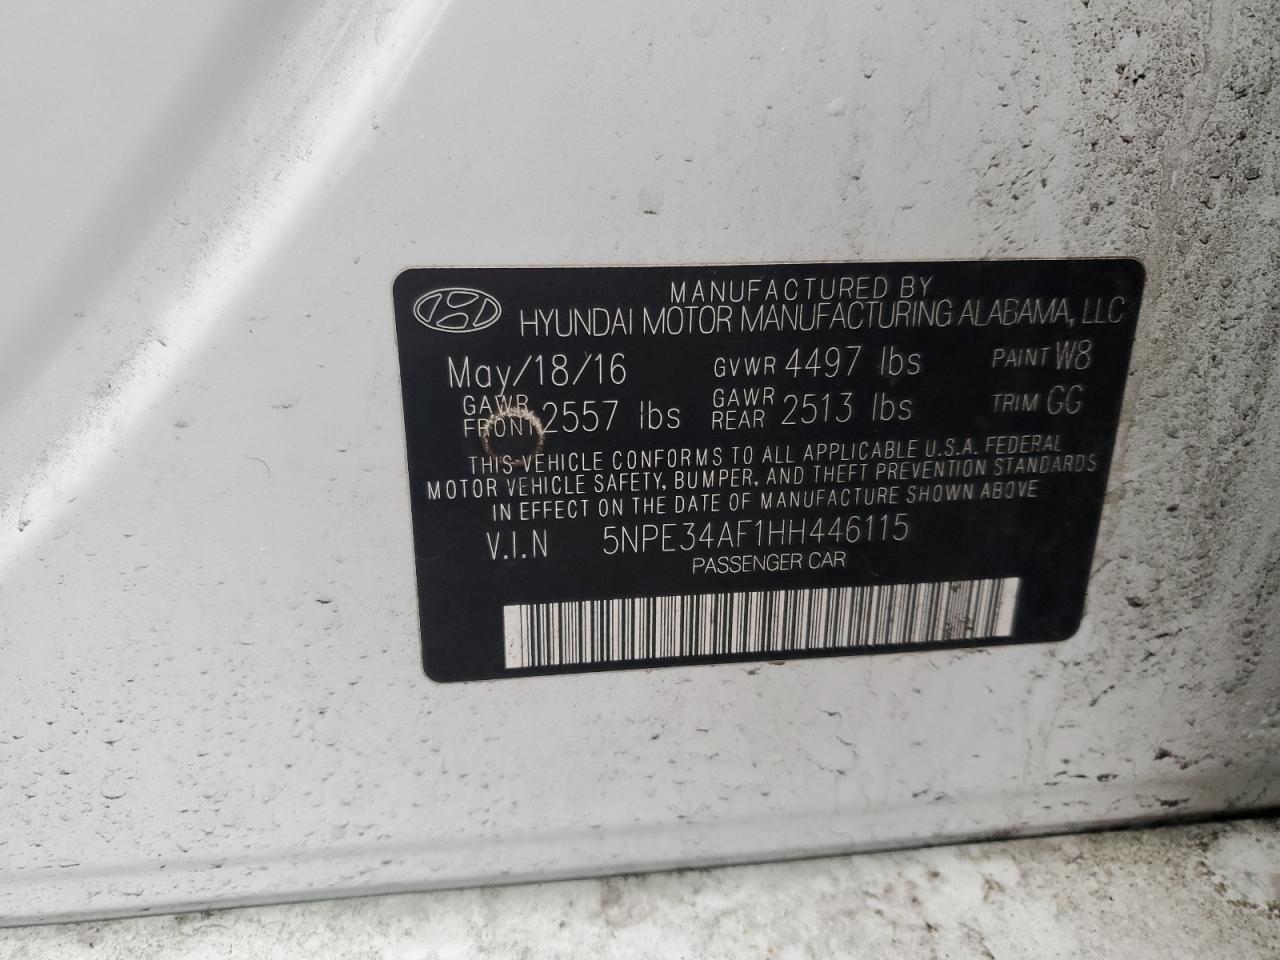 MANUFACTURED BY
HYUNDAI MOTOR MANUFACTURING ALABAMA, LLC
May/18/16 GVWR 4497 lbs PAINT W8
GAWR FRONT 2557 lbs GAWR REAR 2513 lbs TRIM GG
THIS VEHICLE CONFORMS TO ALL APPLICABLE U.S.A. FEDERAL
MOTOR VEHICLE SAFETY, BUMPER, AND THEFT PREVENTION STANDARDS
IN EFFECT ON THE DATE OF MANUFACTURE SHOWN ABOVE
V.I.N 5NPE34AF1HH446115
PASSENGER CAR